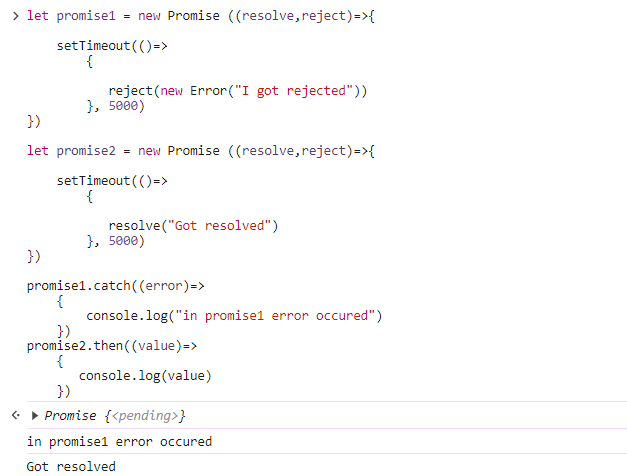 let promise1 = new Promise ((resolve,reject)=>{
setTimeout(()=>
{
reject(new Error("I got rejected"))
}, 5000)
})
let promise2 = new Promise ((resolve,reject)=>{
setTimeout(()=>
{
resolve("Got resolved")
}, 5000)
})
promise1.catch((error)=>
{
console.log("in promise1 error occured")
})
promise2.then((value)=>
{
console.log(value)
})
Promise {<pending>}
in promise1 error occured
Got resolved